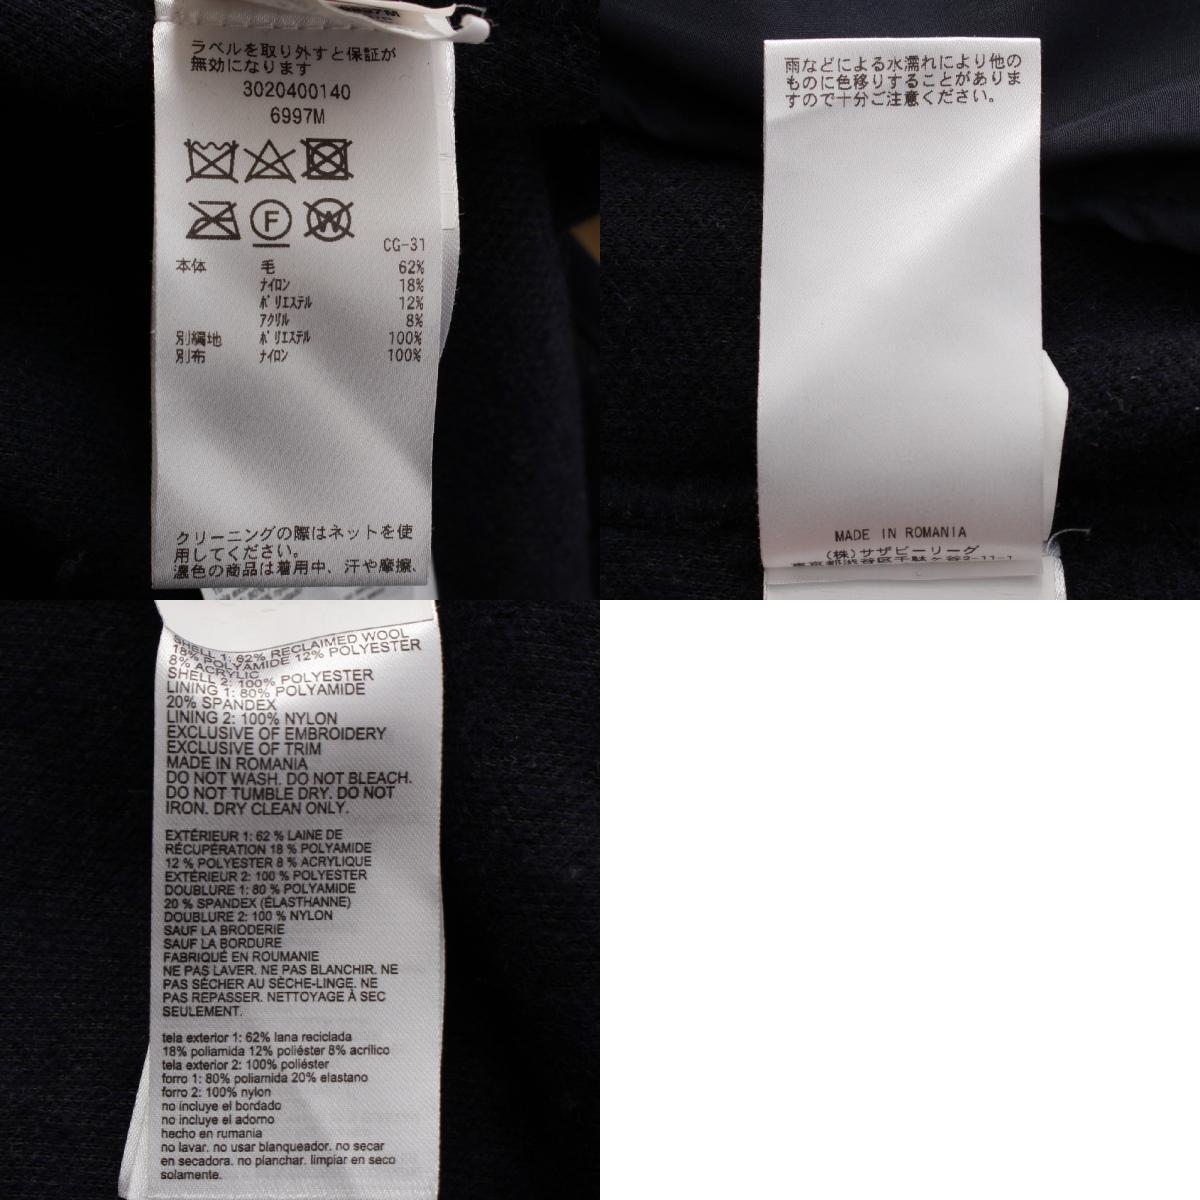 ラベルを取り外すと保証が
無効になります
3020400140
6997M
F
W
CG-31
本体 毛 62%
ナイロン 18%
ポリエステル 12%
アクリル 8%
別編地 ポリエステル 100%
別布 ナイロン 100%
クリーニングの際はネットを使
用してください。
濃色の商品は着用中、汗や摩擦、
雨などによる水濡れにより他の
ものに色移りすることがありま
すので十分ご注意ください。
MADE IN ROMANIA
(株)サザビーリーグ
東京都渋谷区千駄ヶ谷2-11-1
SHELL 1: 62% RECLAIMED WOOL
18% POLYAMIDE 12% POLYESTER
8% ACRYLIC
SHELL 2: 100% POLYESTER
LINING 1: 80% POLYAMIDE
20% SPANDEX
LINING 2: 100% NYLON
EXCLUSIVE OF EMBROIDERY
EXCLUSIVE OF TRIM
MADE IN ROMANIA
DO NOT WASH. DO NOT BLEACH.
DO NOT TUMBLE DRY. DO NOT
IRON. DRY CLEAN ONLY.
EXTÉRIEUR 1: 62 % LAINE DE
RÉCUPÉRATION 18 % POLYAMIDE
12 % POLYESTER 8 % ACRYLIQUE
EXTÉRIEUR 2: 100 % POLYESTER
DOUBLURE 1: 80 % POLYAMIDE
20 % SPANDEX (ÉLASTHANNE)
DOUBLURE 2: 100 % NYLON
SAUF LA BRODERIE
SAUF LA BORDURE
FABRIQUÉ EN ROUMANIE
NE PAS LAVER. NE PAS BLANCHIR. NE
PAS SÉCHER AU SÈCHE-LINGE. NE
PAS REPASSER. NETTOYAGE À SEC
SEULEMENT.
tela exterior 1: 62% lana reciclada
18% poliamida 12% poliéster 8% acrílico
tela exterior 2: 100% poliéster
forro 1: 80% poliamida 20% elastano
forro 2: 100% nylon
no incluye el bordado
no incluye el adorno
hecho en rumania
no lavar. no usar blanqueador. no secar
en secadora. no planchar. limpiar en seco
solamente.